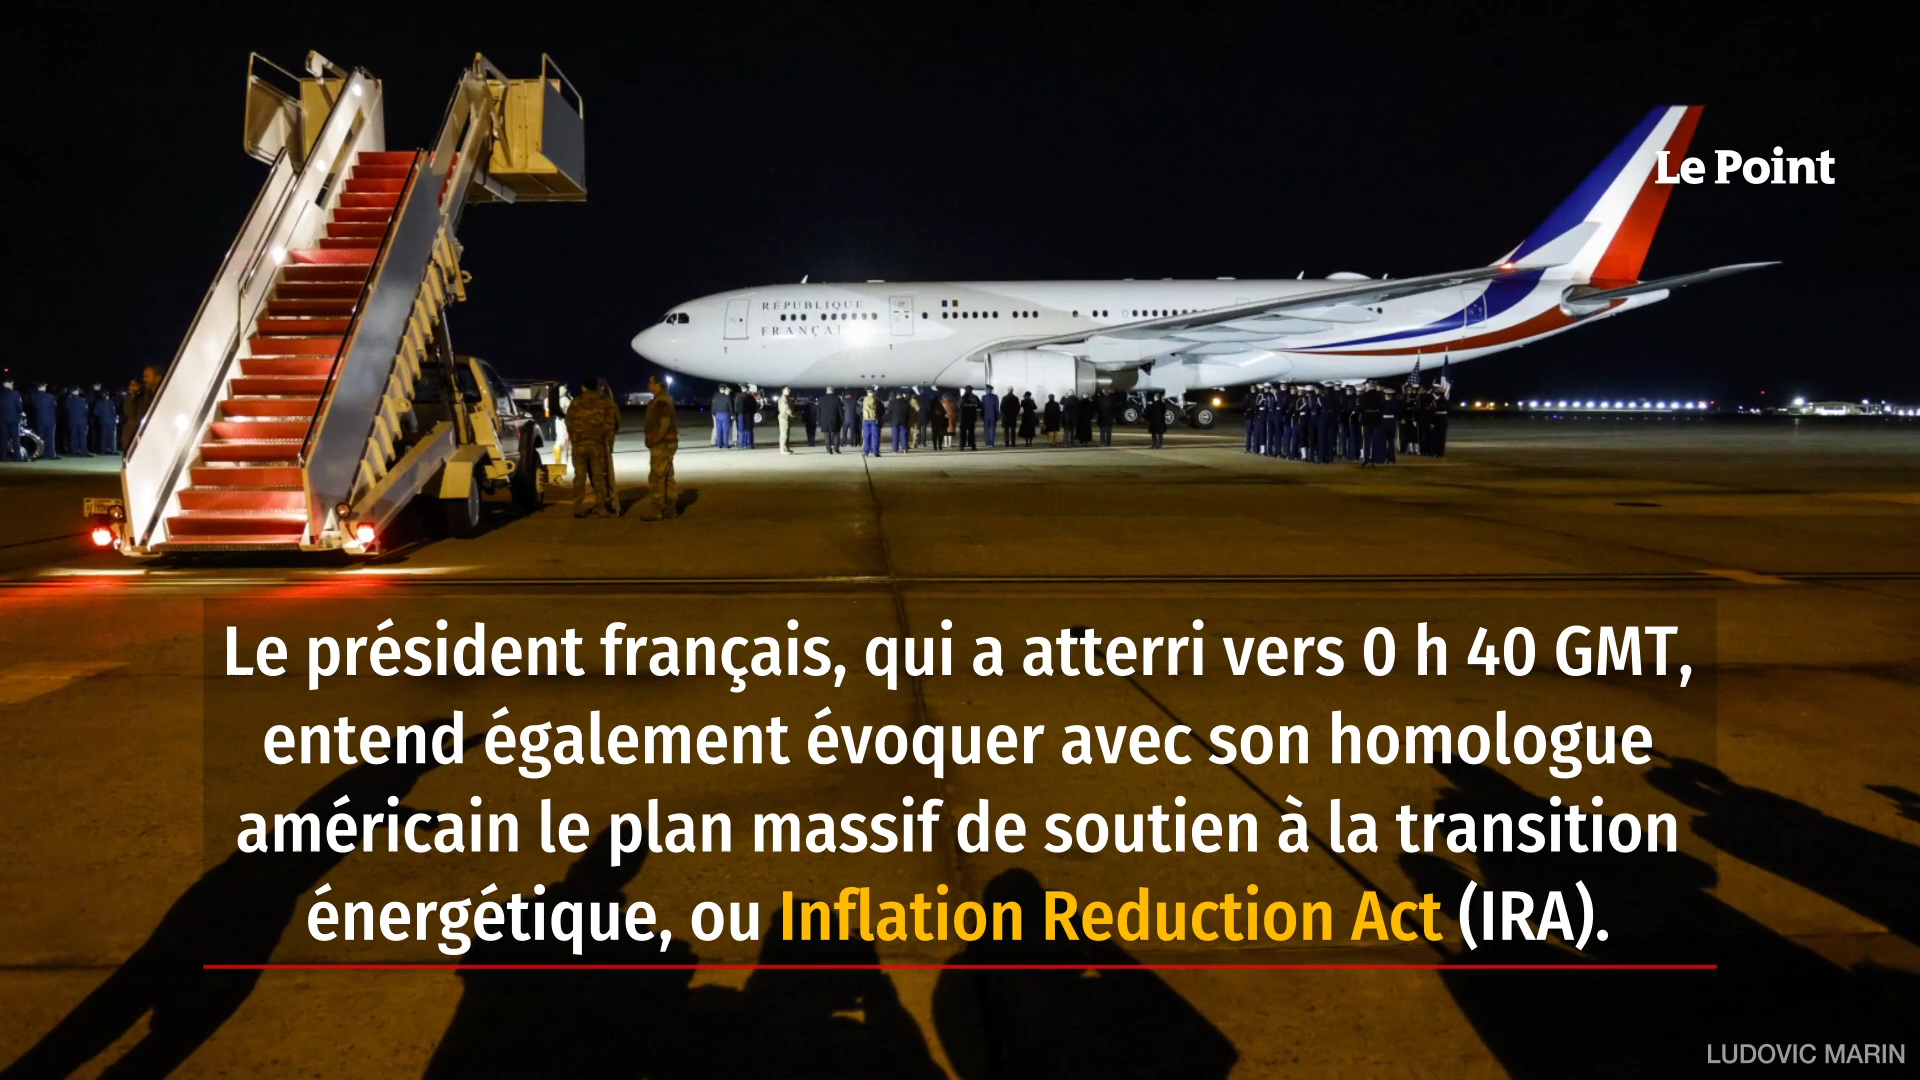 Le Point
RÉPUBLIQUE
FRANÇAI
Le président français, qui a atterri vers 0 h 40 GMT,
entend également évoquer avec son homologue
américain le plan massif de soutien à la transition
énergétique, ou Inflation Reduction Act (IRA).
LUDOVIC MARIN